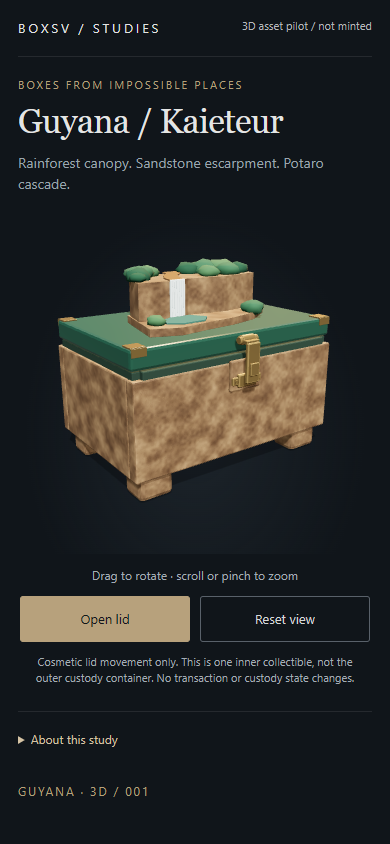 BOXSV / STUDIES
3D asset pilot / not minted
BOXES FROM IMPOSSIBLE PLACES
Guyana / Kaieteur
Rainforest canopy. Sandstone escarpment. Potaro
cascade.
Drag to rotate · scroll or pinch to zoom
Open lid
Reset view
Cosmetic lid movement only. This is one inner collectible, not the
outer custody container. No transaction or custody state changes.
About this study
GUYANA · 3D / 001